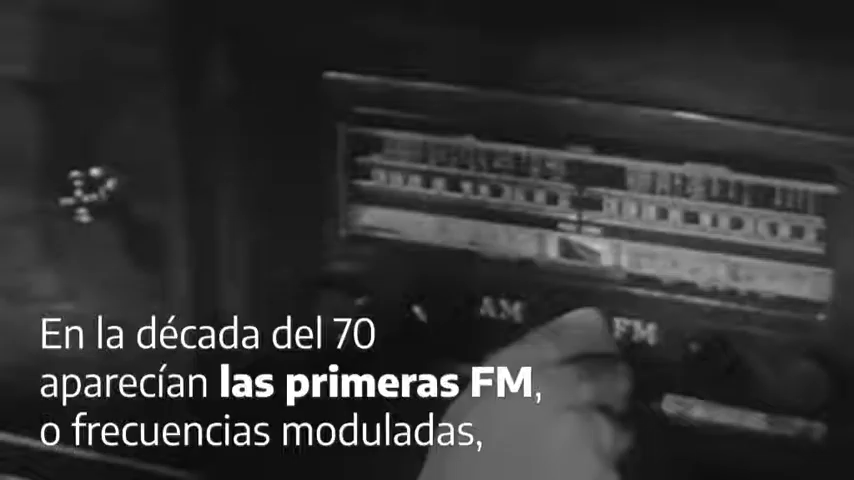 AM FM
En la década del 70
aparecían las primeras FM,
o frecuencias moduladas,